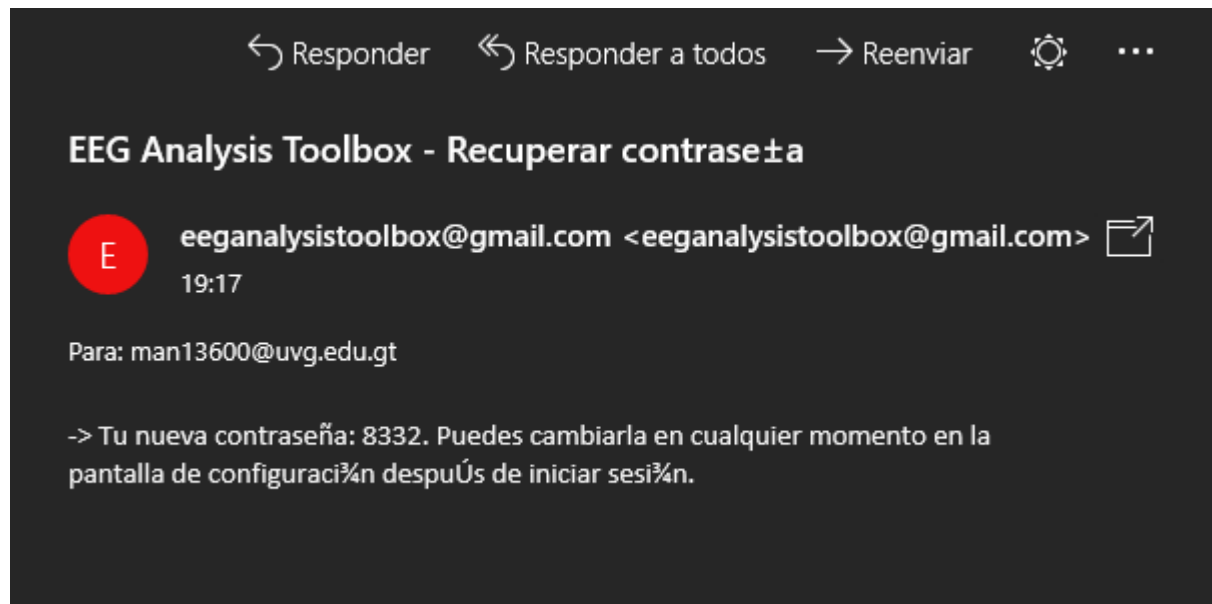 Responder Responder a todos Reenviar ...
EEG Analysis Toolbox - Recuperar contrase±a
E
eeganalysistoolbox@gmail.com <eeganalysistoolbox@gmail.com>
19:17
Para: man13600@uvg.edu.gt
-> Tu nueva contraseña: 8332. Puedes cambiarla en cualquier momento en la
pantalla de configuraci¾n despuÚs de iniciar sesi¾n.